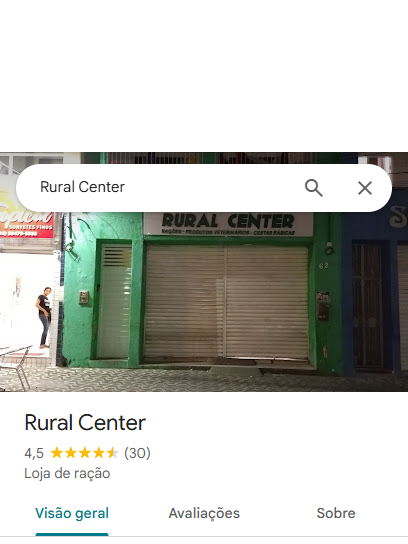 Rural Center
RURAL CENTER
RAÇÕES - PRODUTOS VETERINÁRIOS - CESTAS BÁSICAS
62
SORVETES FINOS
Rural Center
4,5 (30)
Loja de ração
Visão geral
Avaliações
Sobre